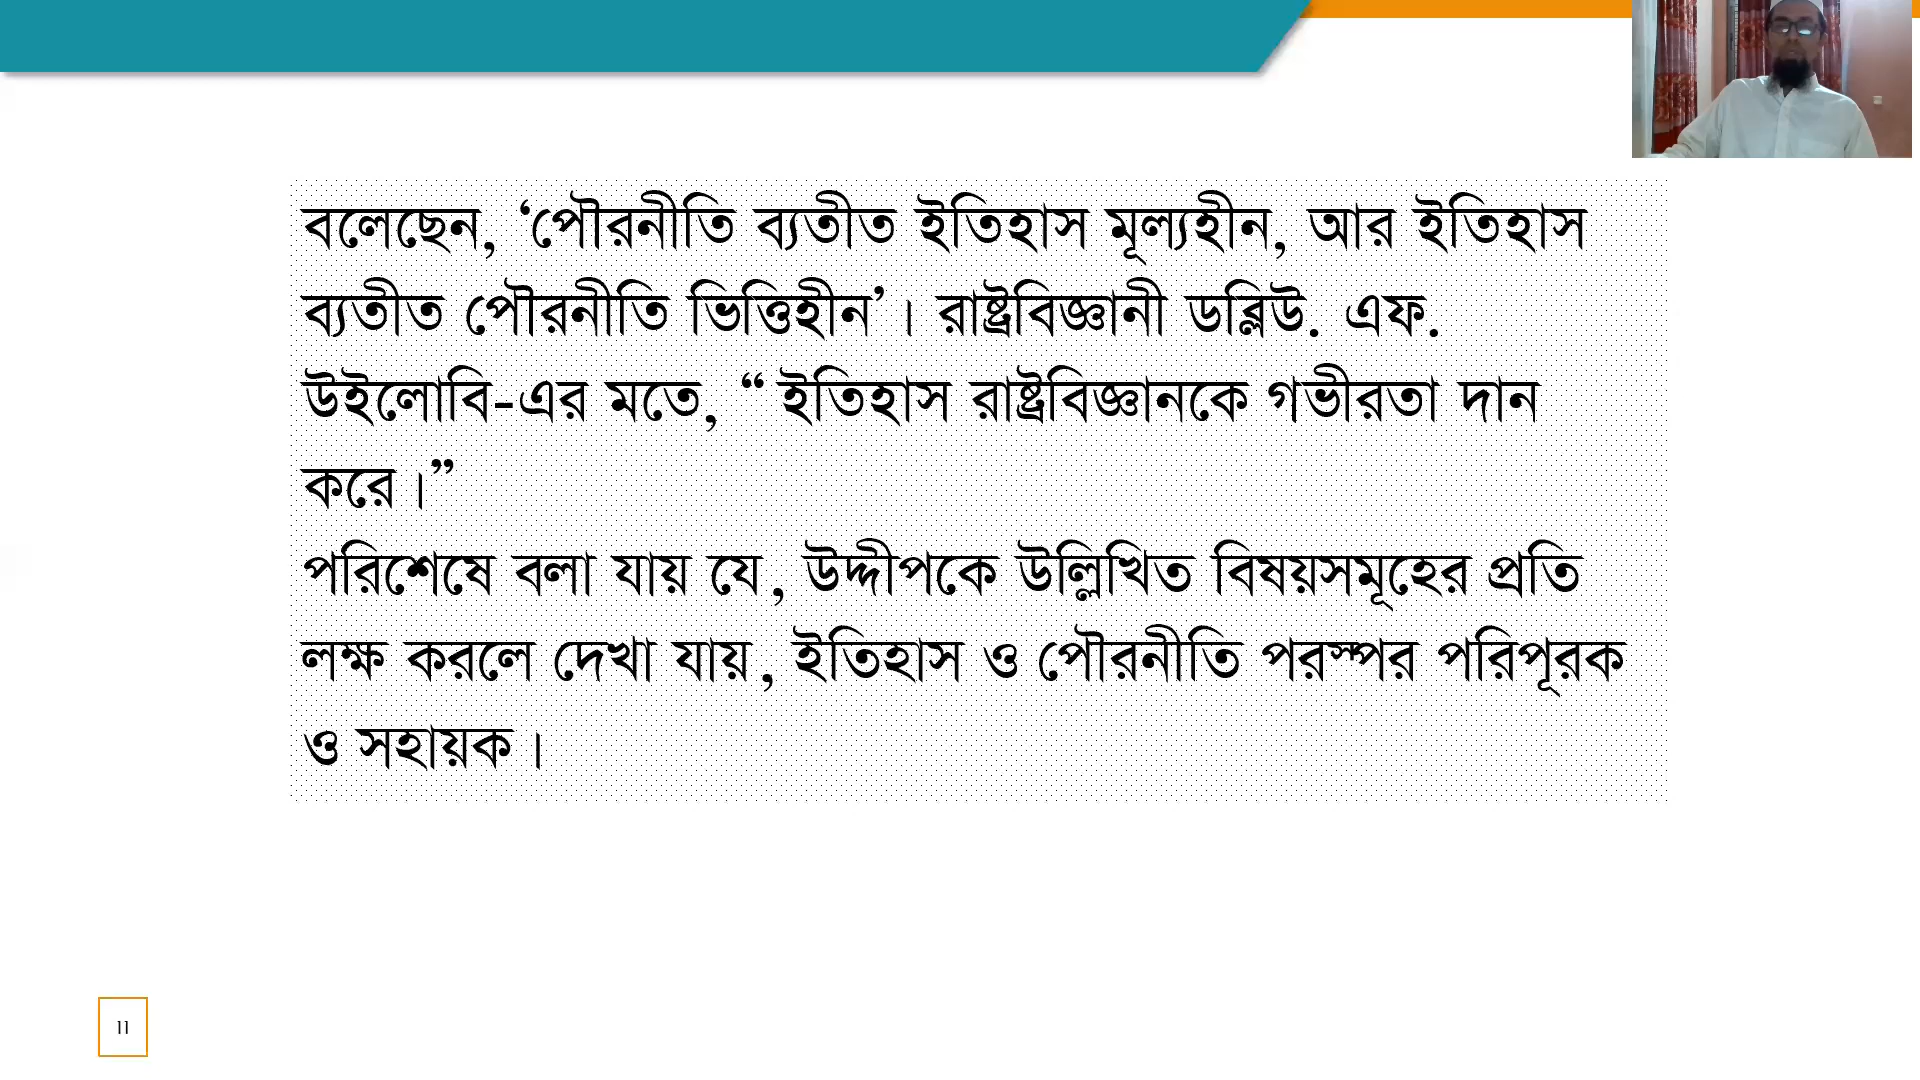 বলেছেন, ‘পৌরনীতি ব্যতীত ইতিহাস মূল্যহীন, আর ইতিহাস
ব্যতীত পৌরনীতি ভিত্তিহীন’। রাষ্ট্রবিজ্ঞানী ডব্লিউ. এফ.
উইলোবি-এর মতে, “ ইতিহাস রাষ্ট্রবিজ্ঞানকে গভীরতা দান
করে।”
পরিশেষে বলা যায় যে, উদ্দীপকে উল্লিখিত বিষয়সমূহের প্রতি
লক্ষ করলে দেখা যায়, ইতিহাস ও পৌরনীতি পরস্পর পরিপূরক
ও সহায়ক।
11